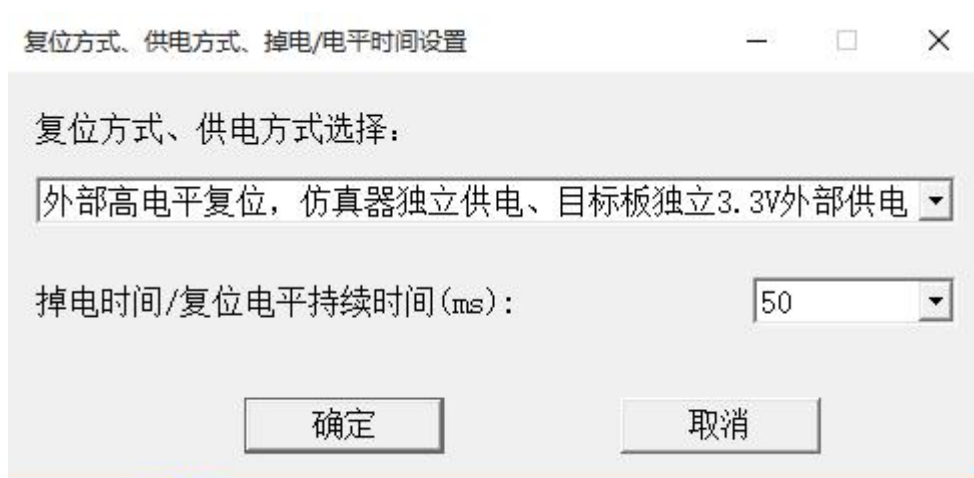 复位方式、供电方式、掉电/电平时间设置
复位方式、供电方式选择:
外部高电平复位, 仿真器独立供电、目标板独立3.3V外部供电
掉电时间/复位电平持续时间(ms):
50
确定
取消